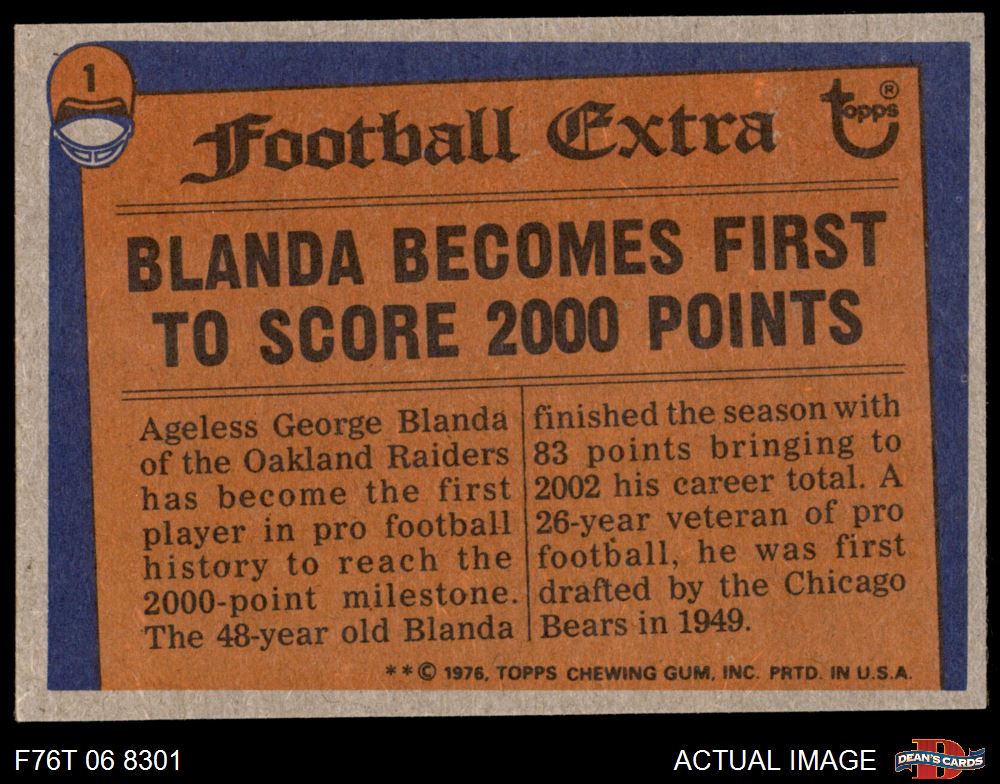 1
Football Extra
topps ®
BLANDA BECOMES FIRST
TO SCORE 2000 POINTS
Ageless George Blanda
of the Oakland Raiders
has become the first
player in pro football
history to reach the
2000-point milestone.
The 48-year old Blanda
finished the season with
83 points bringing to
2002 his career total. A
26-year veteran of pro
football, he was first
drafted by the Chicago
Bears in 1949.
**© 1976, TOPPS CHEWING GUM, INC. PRTD. IN U.S.A.
F76T 06 8301
ACTUAL IMAGE
D
DEAN'S CARDS